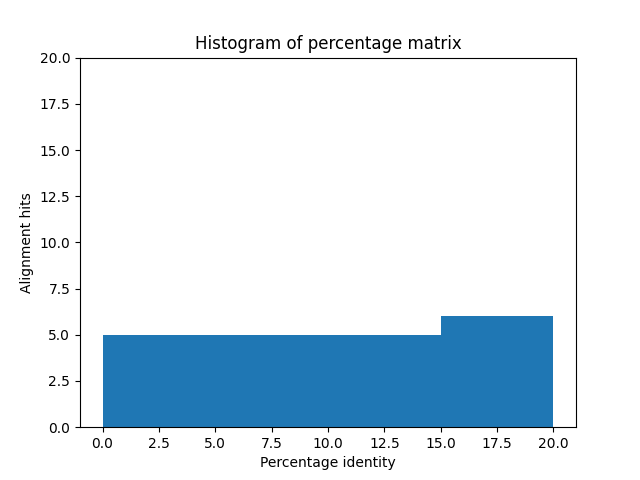 Histogram of percentage matrix
20.0
17.5
15.0
12.5
10.0
7.5
5.0
2.5
0.0
Alignment hits
0.0 2.5 5.0 7.5 10.0 12.5 15.0 17.5 20.0
Percentage identity